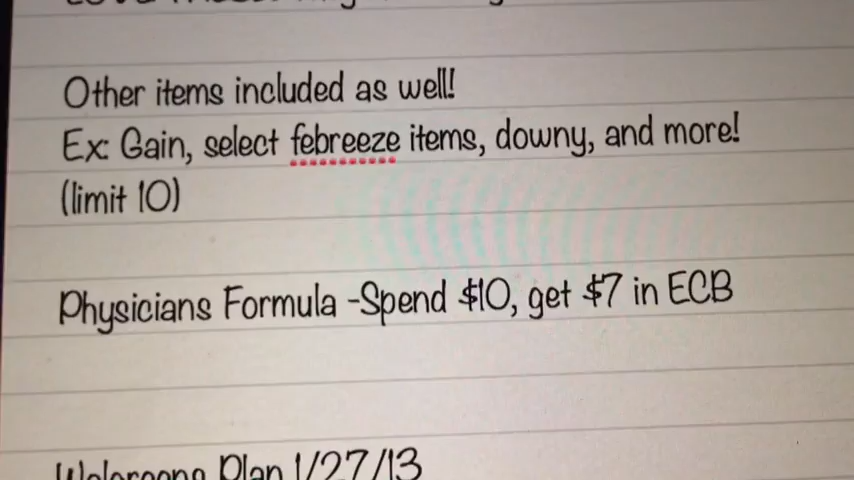 Other items included as well!
Ex: Gain, select febreeze items, downy, and more!
(limit 10)
Physicians Formula -Spend $10, get $7 in ECB
Walgreens Plan 1/27/13